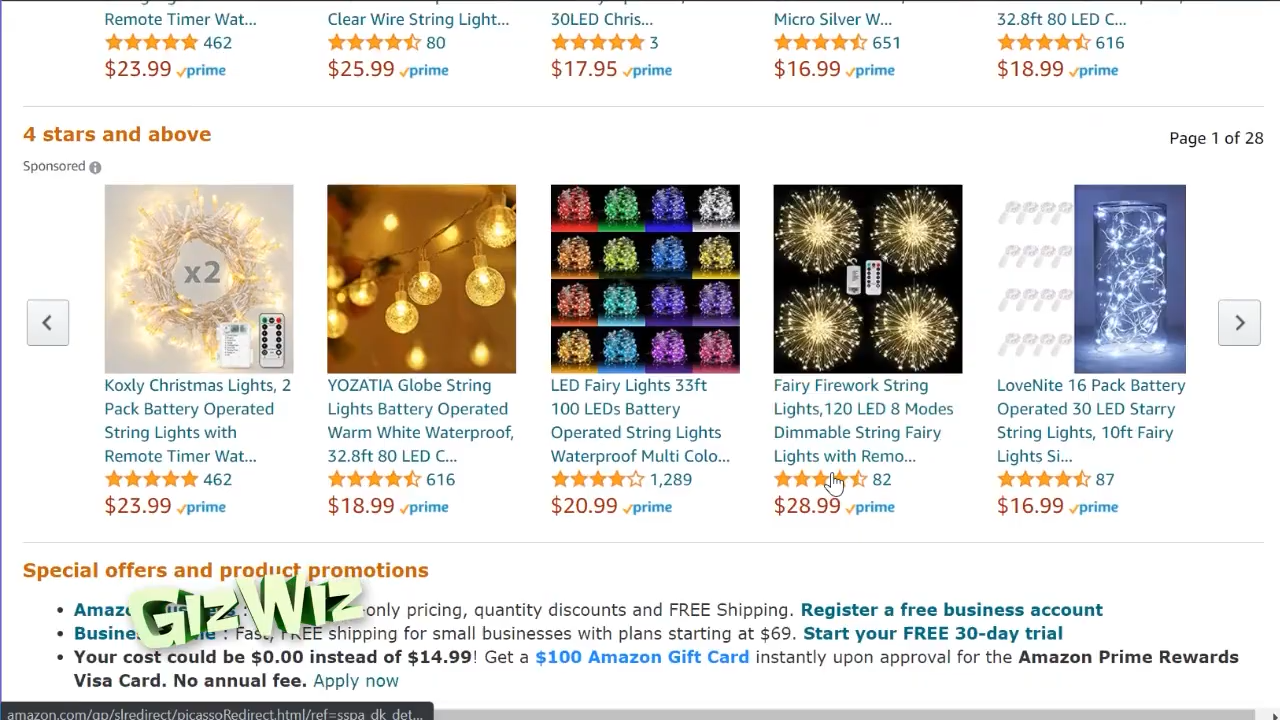 Remote Timer Wat...
462
$23.99 prime
Clear Wire String Light...
80
$25.99 prime
30LED Chris...
3
$17.95 prime
Micro Silver W...
651
$16.99 prime
32.8ft 80 LED C...
616
$18.99 prime
4 stars and above
Page 1 of 28
Sponsored
x2
Koxly Christmas Lights, 2
Pack Battery Operated
String Lights with
Remote Timer Wat...
462
$23.99 prime
YOZATIA Globe String
Lights Battery Operated
Warm White Waterproof,
32.8ft 80 LED C...
616
$18.99 prime
LED Fairy Lights 33ft
100 LEDs Battery
Operated String Lights
Waterproof Multi Colo...
1,289
$20.99 prime
Fairy Firework String
Lights,120 LED 8 Modes
Dimmable String Fairy
Lights with Remo...
82
$28.99 prime
LoveNite 16 Pack Battery
Operated 30 LED Starry
String Lights, 10ft Fairy
Lights Si...
87
$16.99 prime
Special offers and product promotions
GizWiz
-only pricing, quantity discounts and FREE Shipping. Register a free business account
: Fast, FREE shipping for small businesses with plans starting at $69. Start your FREE 30-day trial
Your cost could be $0.00 instead of $14.99! Get a $100 Amazon Gift Card instantly upon approval for the Amazon Prime Rewards
Visa Card. No annual fee. Apply now
amazon.com/gp/slredirect/picassoRedirect.html/ref=sspa_dk_det...